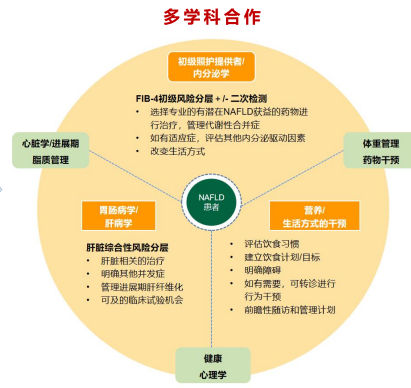 多学科合作
初级照护提供者/
内分泌学
FIB-4初级风险分层 + /- 二次检测
• 选择专业的有潜在NAFLD获益的药物进
行治疗，管理代谢性合并症
• 如有适应症，评估其他内分泌驱动因素
• 改变生活方式
心脏学/进展期
脂质管理
体重管理
药物干预
NAFLD
患者
胃肠病学/
肝病学
肝脏综合性风险分层
• 肝脏相关的治疗
• 明确其他并发症
• 管理进展期肝纤维化
• 可及的临床试验机会
营养/
生活方式的干预
• 评估饮食习惯
• 建立饮食计划/目标
• 明确障碍
• 如有需要，可转诊进行
行为干预
• 前瞻性随访和管理计划
健康
心理学